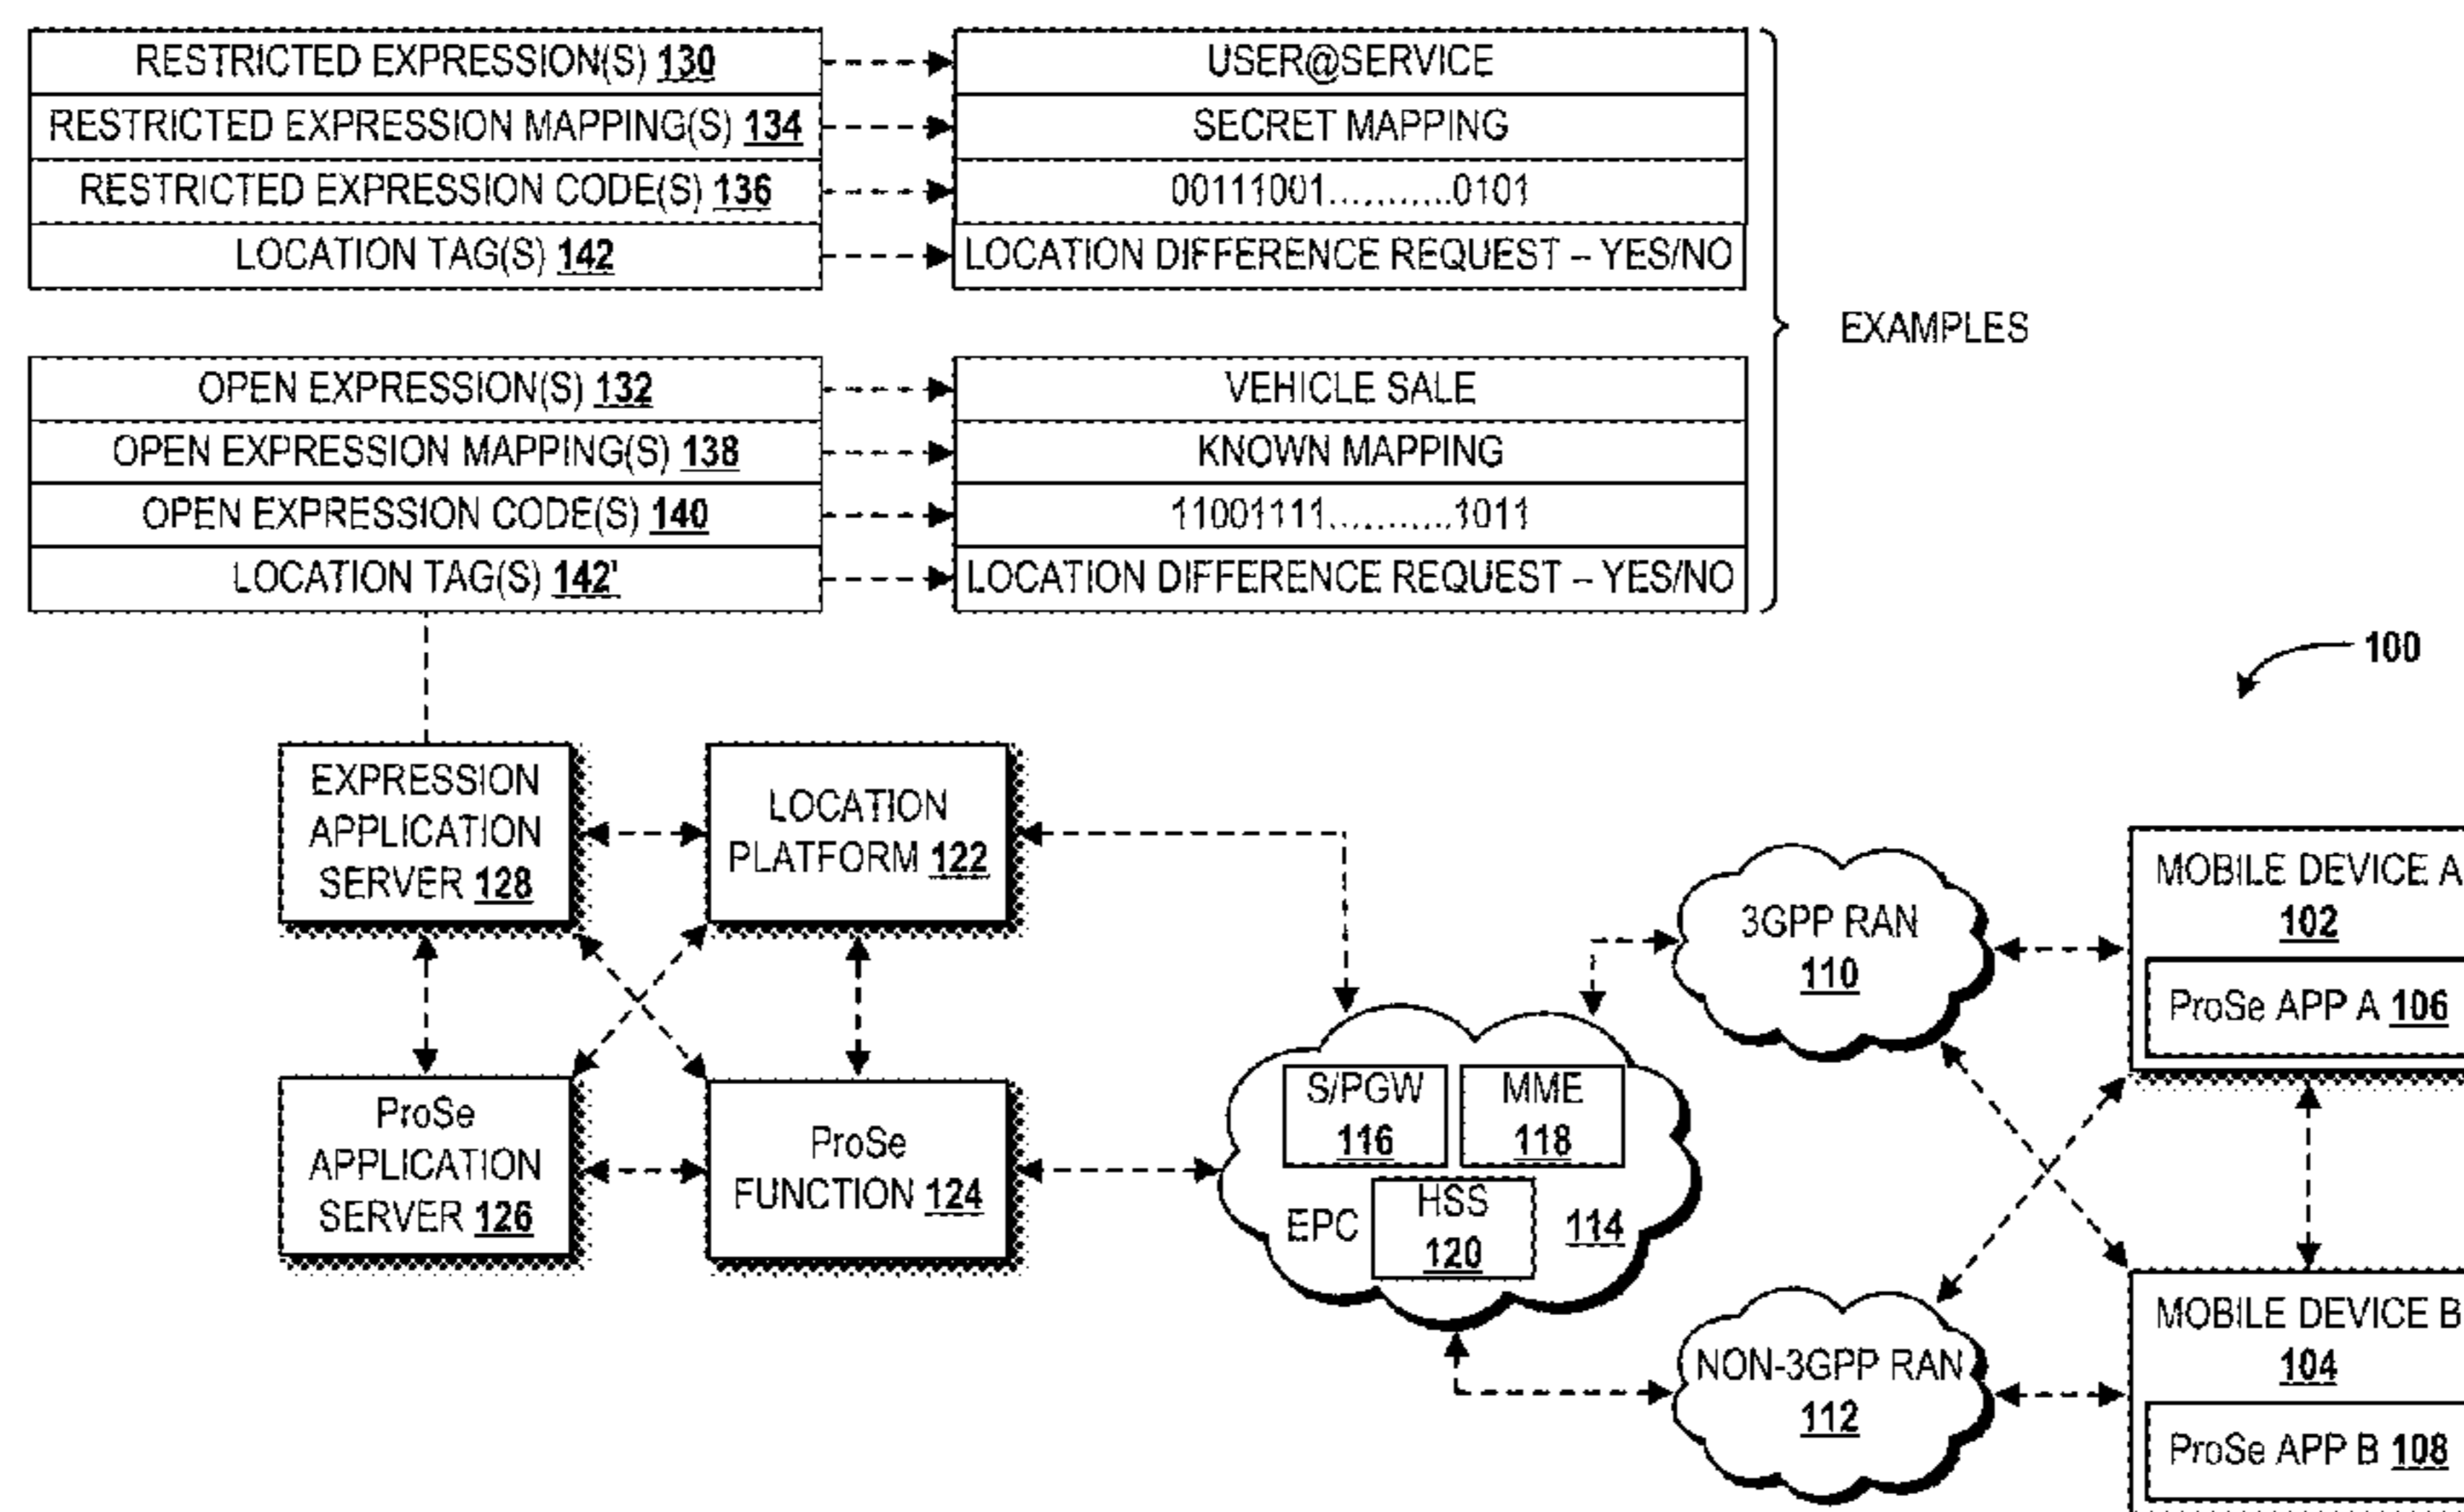 RESTRICTED EXPRESSION(S) 130
USER@SERVICE
RESTRICTED EXPRESSION MAPPING(S) 134
SECRET MAPPING
RESTRICTED EXPRESSION CODE(S) 136
00111001...........0101
LOCATION TAG(S) 142
LOCATION DIFFERENCE REQUEST – YES/NO
EXAMPLES
OPEN EXPRESSION(S) 132
VEHICLE SALE
OPEN EXPRESSION MAPPING(S) 138
KNOWN MAPPING
OPEN EXPRESSION CODE(S) 140
11001111...........1011
LOCATION TAG(S) 142'
LOCATION DIFFERENCE REQUEST – YES/NO
100
EXPRESSION
APPLICATION
SERVER 128
LOCATION
PLATFORM 122
3GPP RAN
110
MOBILE DEVICE A
102
ProSe APP A 106
ProSe
APPLICATION
SERVER 126
ProSe
FUNCTION 124
S/PGW
116
MME
118
HSS
120
EPC
114
NON-3GPP RAN
112
MOBILE DEVICE B
104
ProSe APP B 108